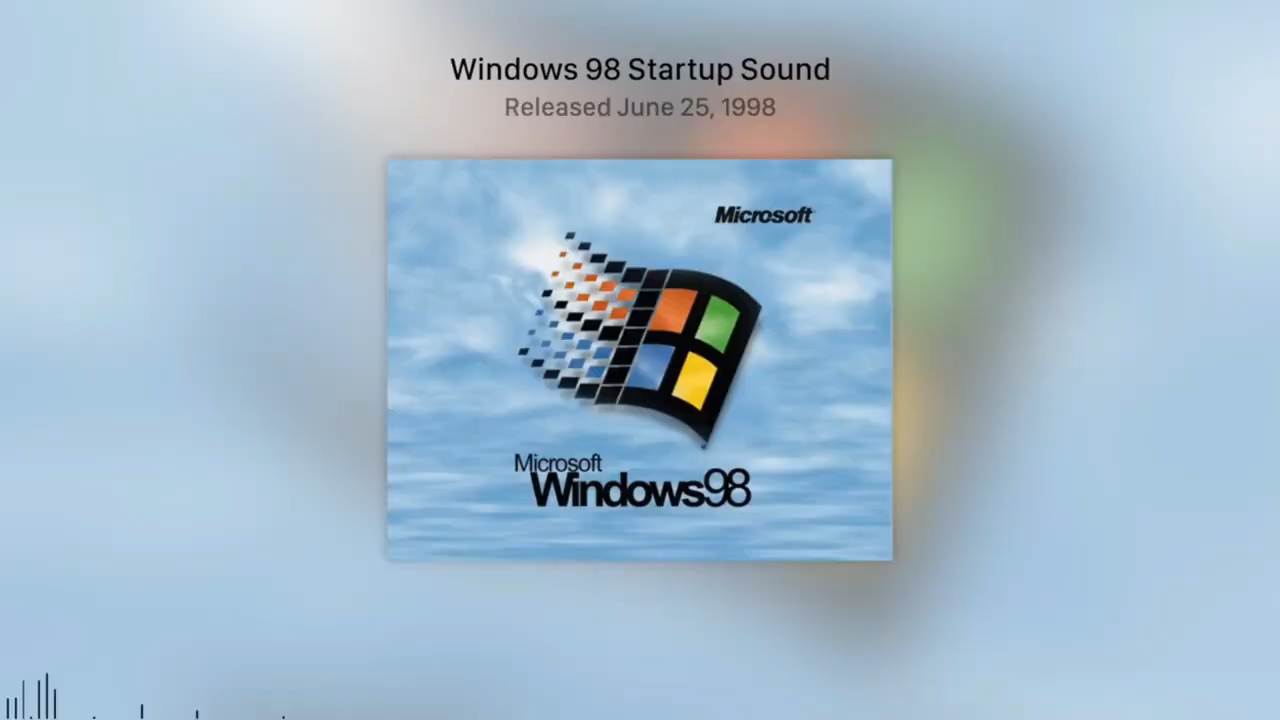 Windows 98 Startup Sound
Released June 25, 1998
Microsoft
Microsoft
Windows98